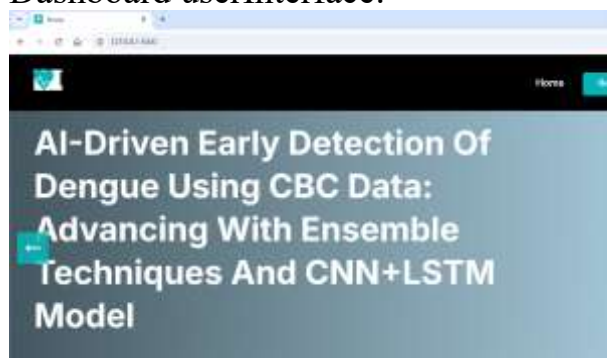 Dashboard userInterface:
Home
Home
AI-Driven Early Detection Of
Dengue Using CBC Data:
Advancing With Ensemble
Techniques And CNN+LSTM
Model